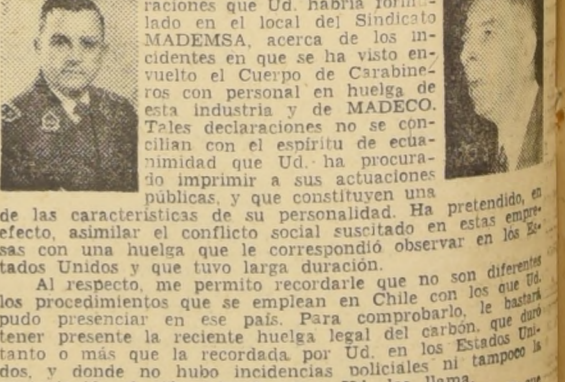 raciones que Ud. habría formu-
lado en el local del Sindicato
MADEMSA, acerca de los in-
cidentes en que se ha visto en-
vuelto el Cuerpo de Carabine-
ros con personal en huelga de
esta industria y de MADECO.
Tales declaraciones no se con-
cilian con el espíritu de ecua-
nimidad que Ud. ha procura-
do imprimir a sus actuaciones
públicas, y que constituyen una
de las características de su personalidad. Ha pretendido, en
efecto, asimilar el conflicto social suscitado en estas empre-
sas con una huelga que le correspondió observar en los Es-
tados Unidos y que tuvo larga duración.
Al respecto, me permito recordarle que no son diferentes
los procedimientos que se emplean en Chile con los que Ud.
pudo presenciar en ese país. Para comprobarlo, le bastará
tener presente la reciente huelga legal del carbón, que duró
tanto o más que la recordada por Ud. en los Estados Uni-
dos, y donde no hubo incidencias policiales ni tampoco la